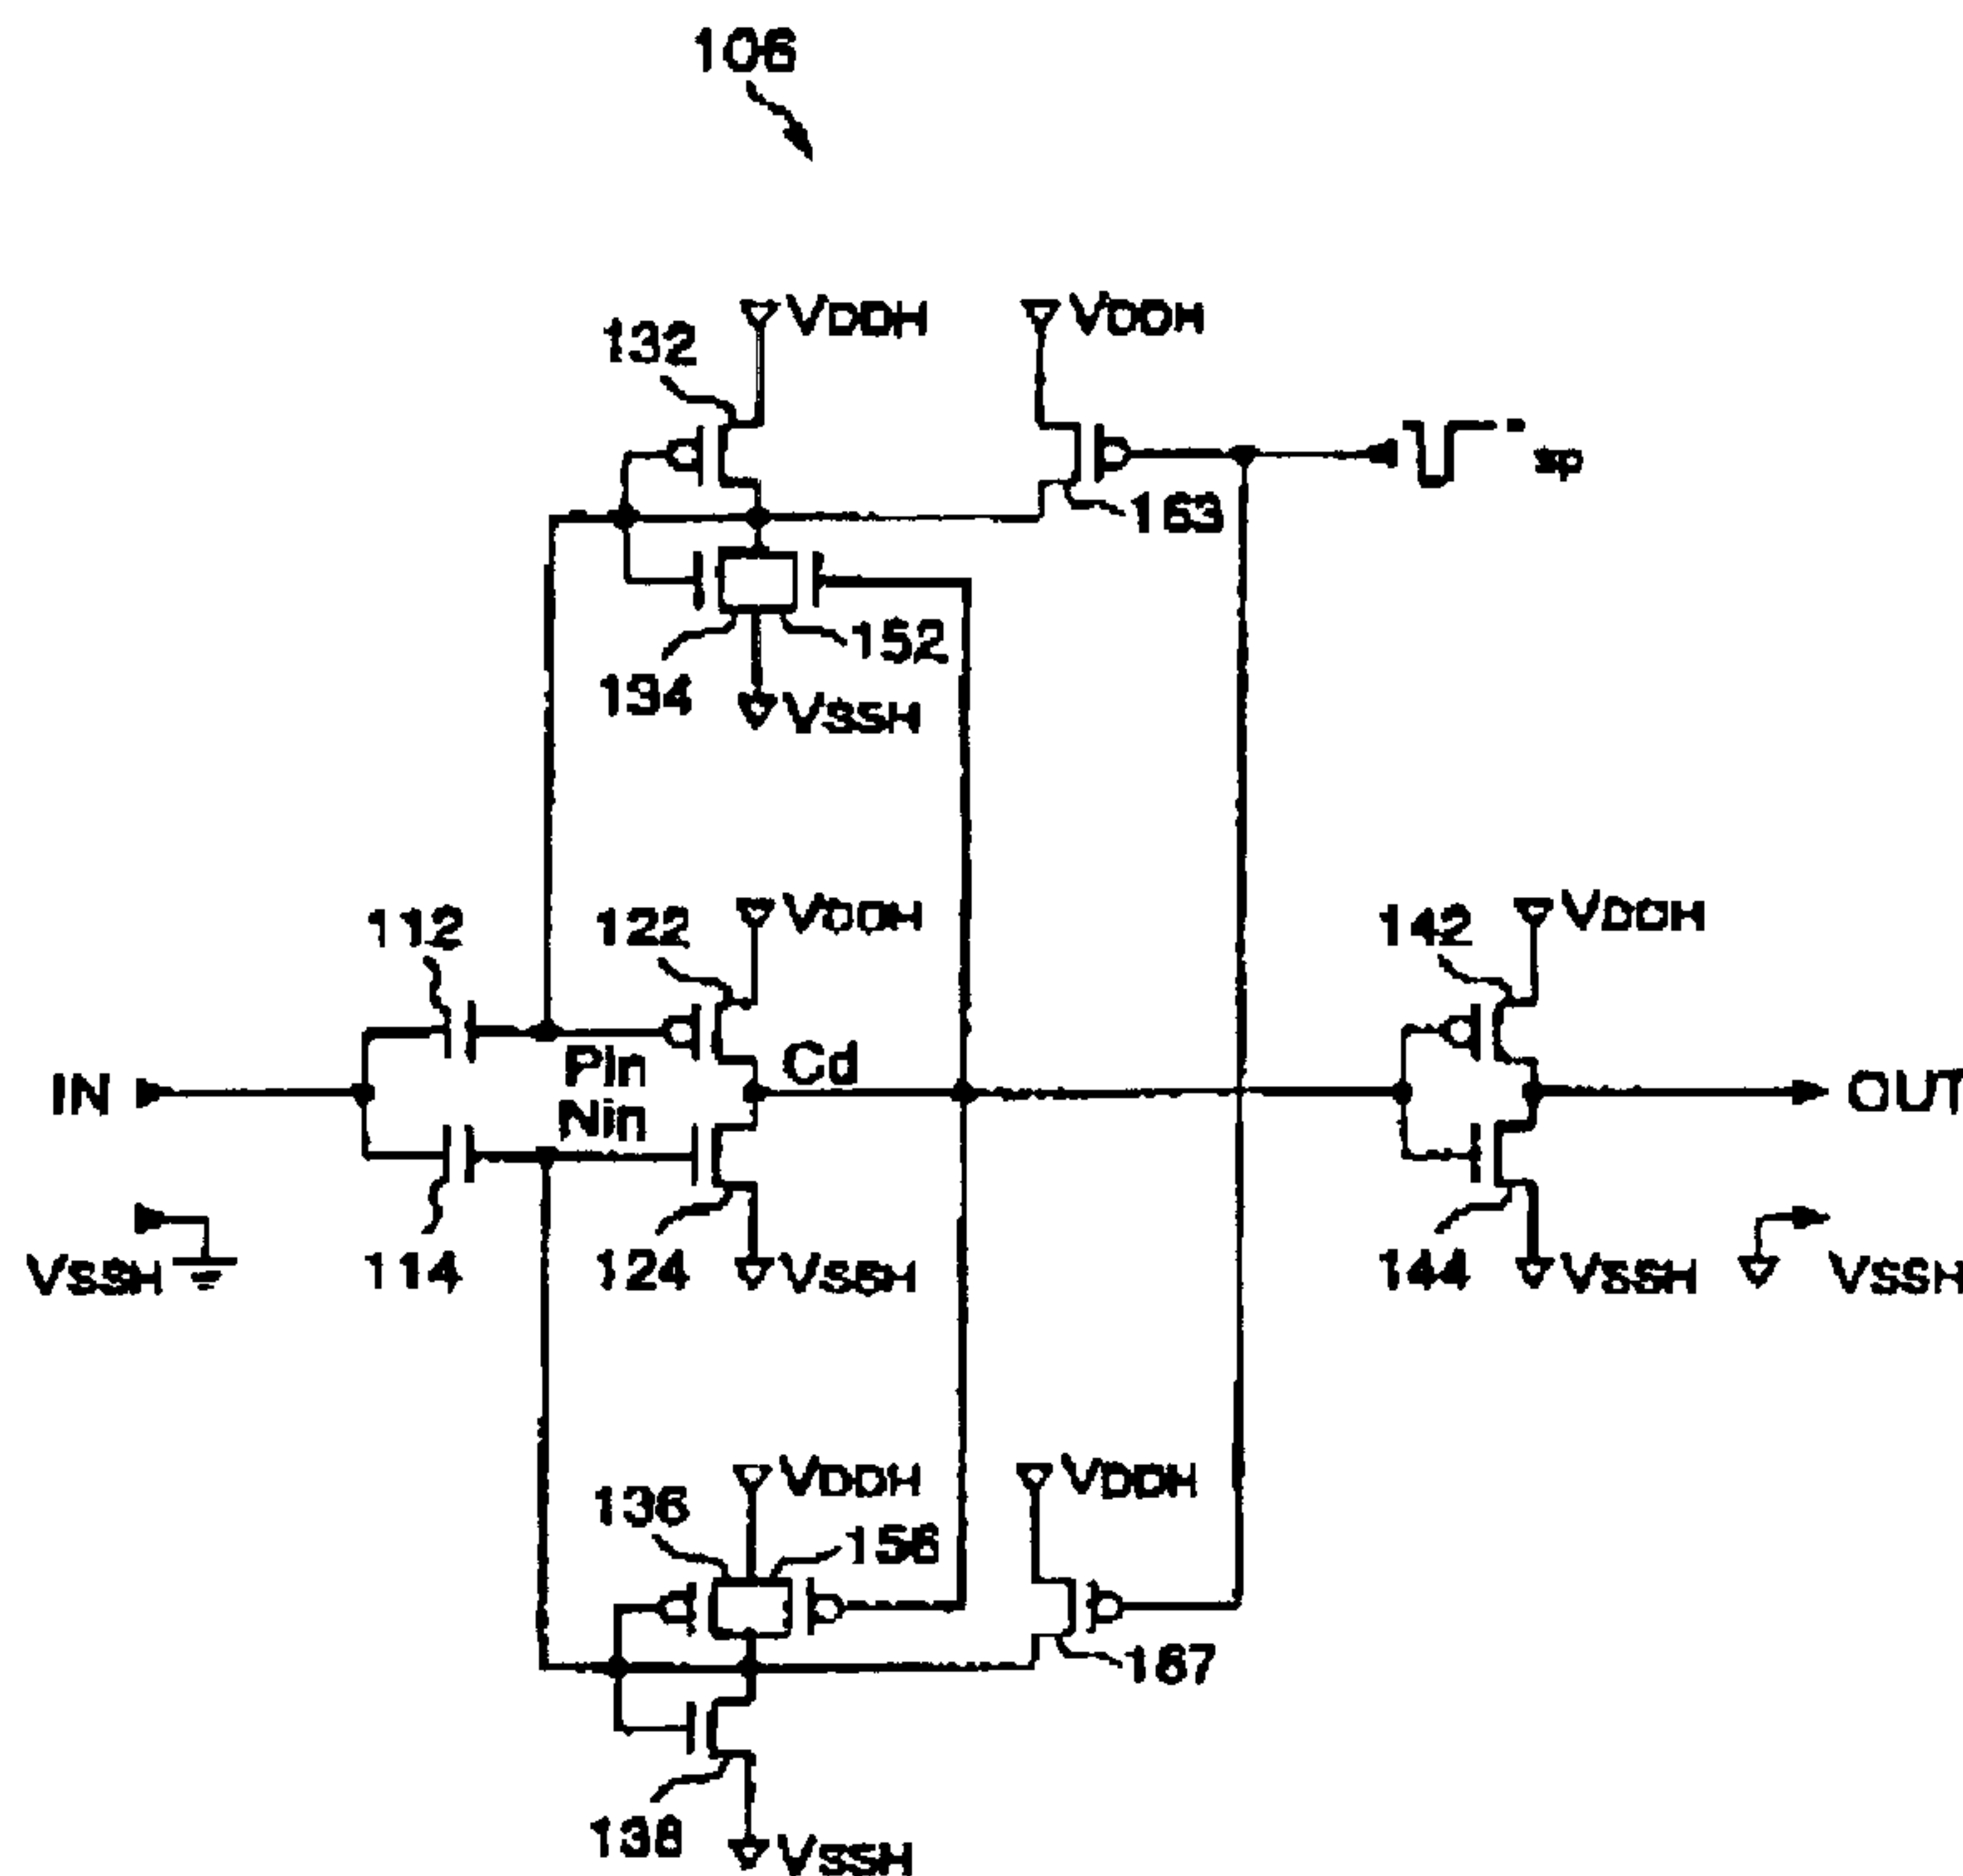 106
132
VDDH
VDDH
sp
163
152
134
VSSH
112
122
VDDH
142
VDDH
Pin
Cd
IN
Nin
OUT
VSSH
114
124
VSSH
144
VSSH
VSSH
136
VDDH
VDDH
156
167
138
VSSH